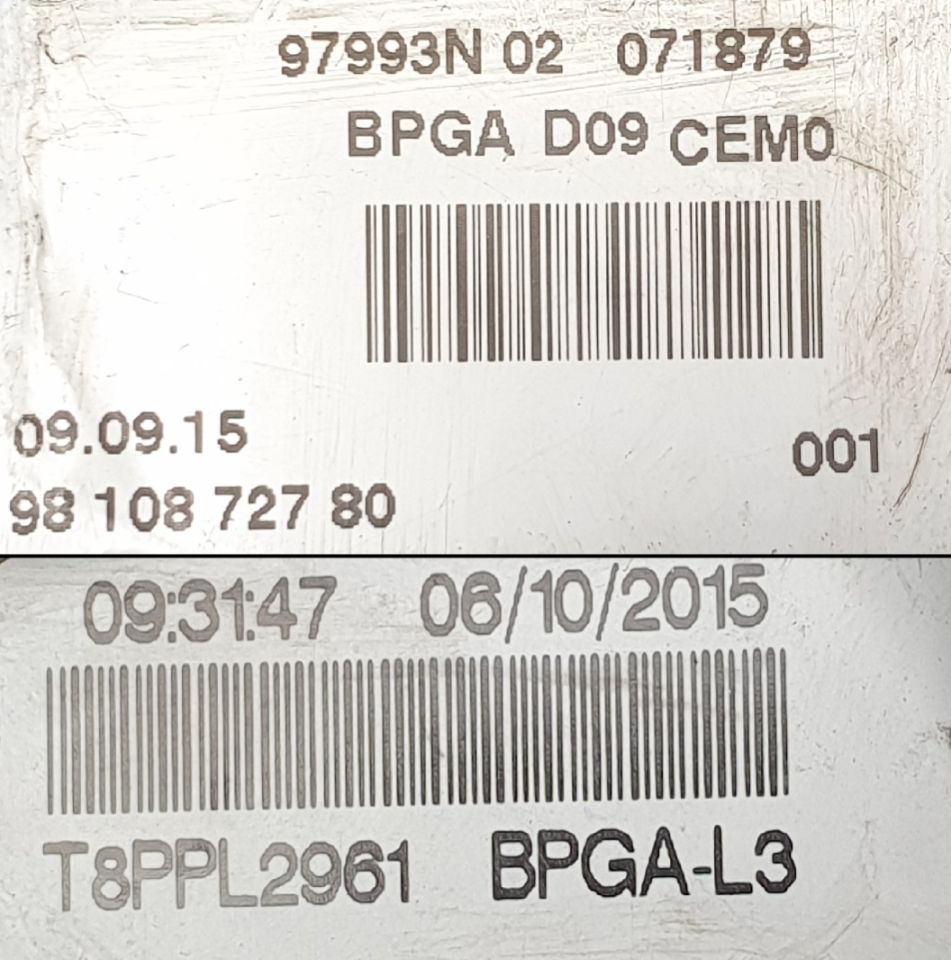 97993N 02 071879
BPGA D09 CEM0
09.09.15
001
98 108 727 80
09:31:47 06/10/2015
T8PPL2961 BPGA-L3